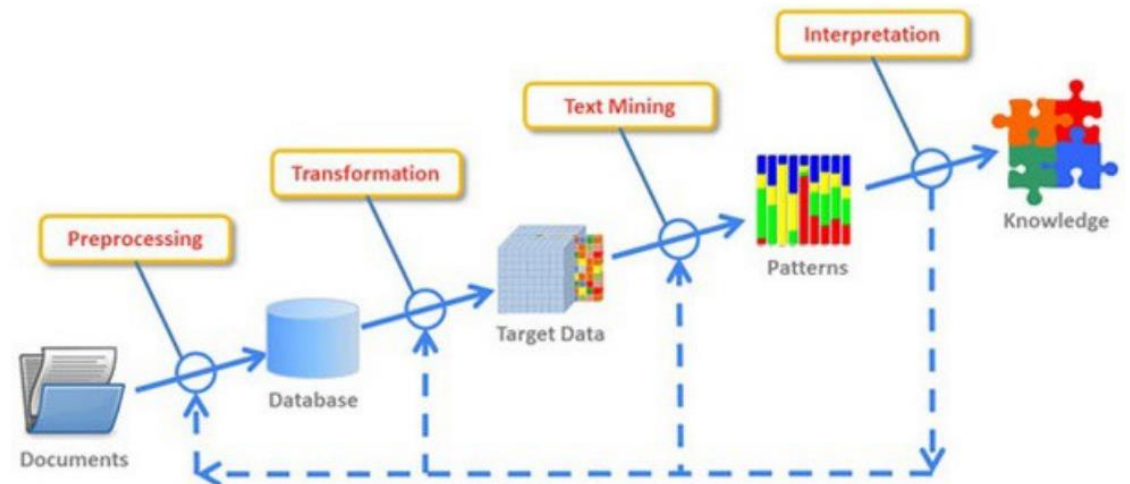 Interpretation
Text Mining
Transformation
Preprocessing
Knowledge
Patterns
Target Data
Database
Documents